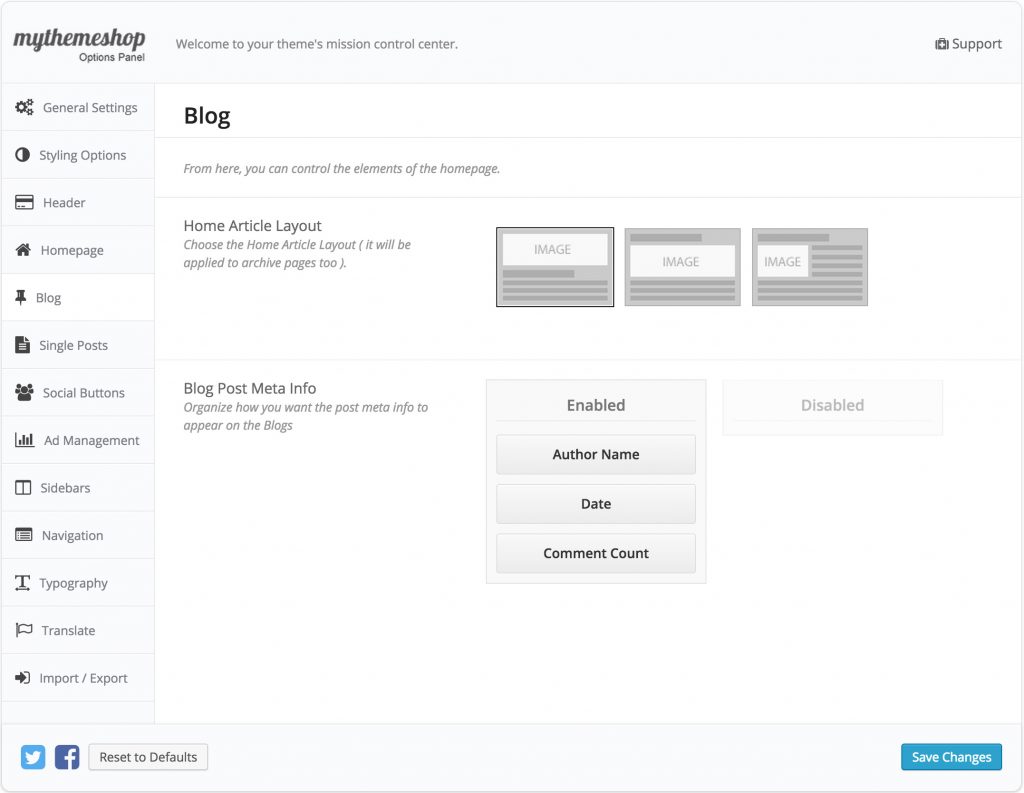 mythemeshop
Options Panel
Welcome to your theme's mission control center.
Support
General Settings
Styling Options
Header
Homepage
Blog
Single Posts
Social Buttons
Ad Management
Sidebars
Navigation
Typography
Translate
Import / Export
Blog
From here, you can control the elements of the homepage.
Home Article Layout
Choose the Home Article Layout ( it will be
applied to archive pages too ).
IMAGE
IMAGE
IMAGE
Blog Post Meta Info
Organize how you want the post meta info to
appear on the Blogs
Enabled
Author Name
Date
Comment Count
Disabled
Reset to Defaults
Save Changes